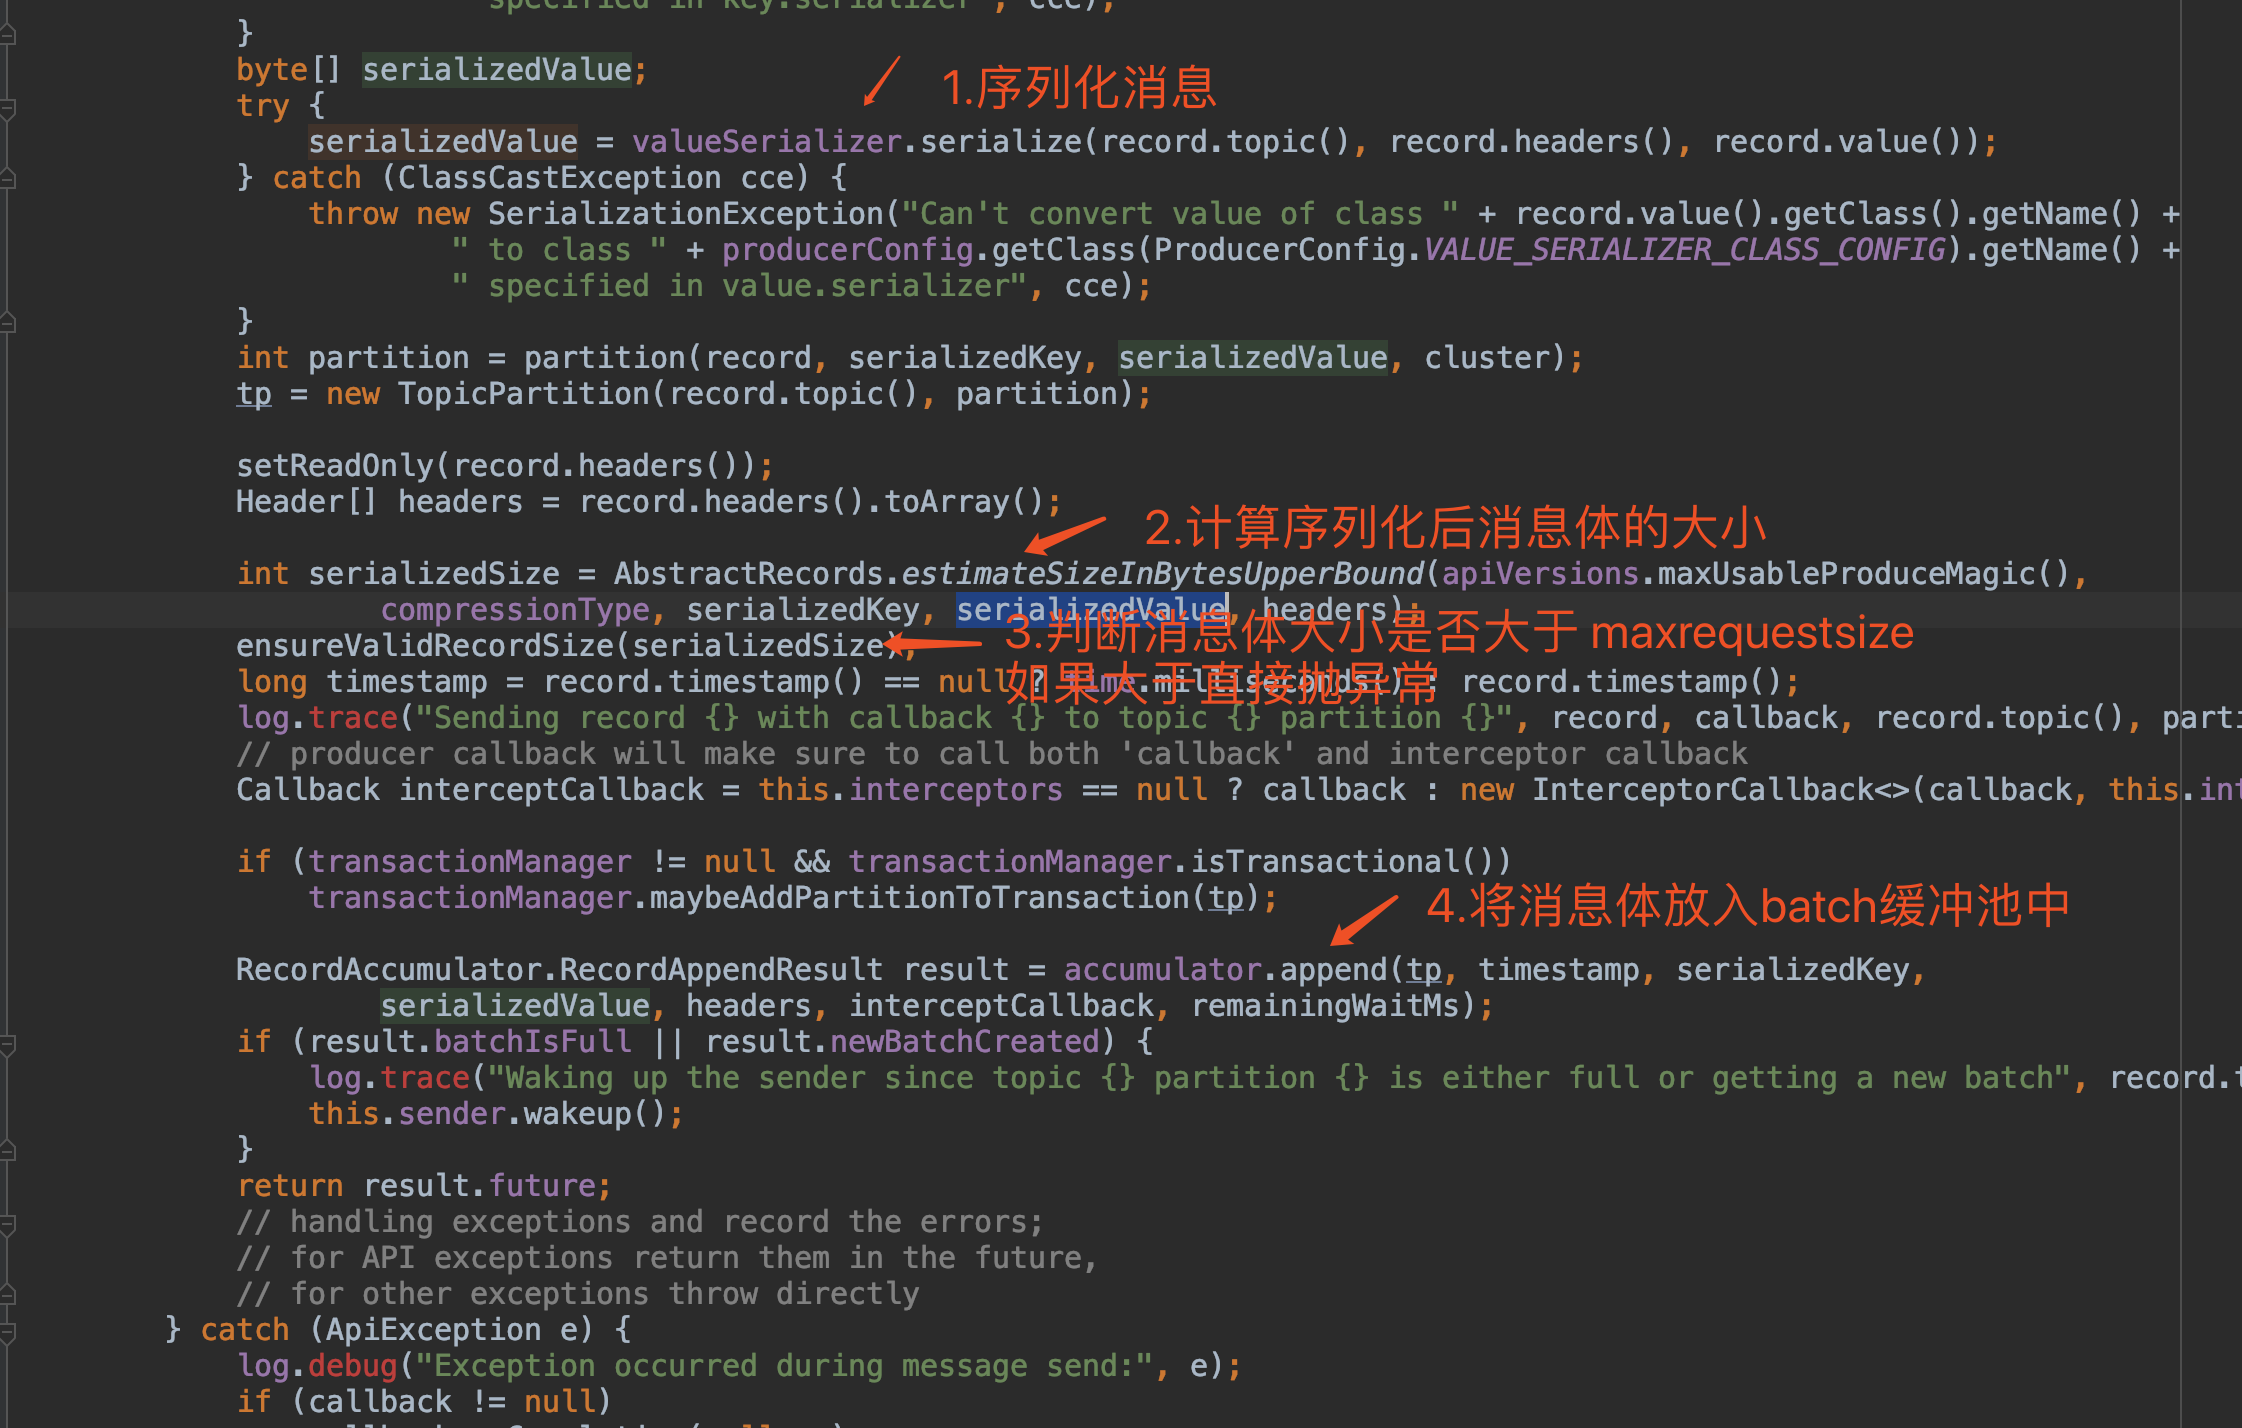 specified in key.serializer", cce);
}
byte[] serializedValue;
1.序列化消息
try {
serializedValue = valueSerializer.serialize(record.topic(), record.headers(), record.value());
} catch (ClassCastException cce) {
throw new SerializationException("Can't convert value of class " + record.value().getClass().getName() +
" to class " + producerConfig.getClass(ProducerConfig.VALUE_SERIALIZER_CLASS_CONFIG).getName() +
" specified in value.serializer", cce);
}
int partition = partition(record, serializedKey, serializedValue, cluster);
tp = new TopicPartition(record.topic(), partition);
setReadOnly(record.headers());
Header[] headers = record.headers().toArray();
2.计算序列化后消息体的大小
int serializedSize = AbstractRecords.estimateSizeInBytesUpperBound(apiVersions.maxUsableProduceMagic(),
compressionType, serializedKey, serializedValue, headers);
3.判断消息体大小是否大于 maxrequestsize
ensureValidRecordSize(serializedSize);
如果大于直接抛异常
long timestamp = record.timestamp() == null ? time.milliseconds() : record.timestamp();
log.trace("Sending record {} with callback {} to topic {} partition {}", record, callback, record.topic(), parti
// producer callback will make sure to call both 'callback' and interceptor callback
Callback interceptCallback = this.interceptors == null ? callback : new InterceptorCallback<>(callback, this.int
if (transactionManager != null && transactionManager.isTransactional())
transactionManager.maybeAddPartitionToTransaction(tp);
4.将消息体放入batch缓冲池中
RecordAccumulator.RecordAppendResult result = accumulator.append(tp, timestamp, serializedKey,
serializedValue, headers, interceptCallback, remainingWaitMs);
if (result.batchIsFull || result.newBatchCreated) {
log.trace("Waking up the sender since topic {} partition {} is either full or getting a new batch", record.t
this.sender.wakeup();
}
return result.future;
// handling exceptions and record the errors;
// for API exceptions return them in the future,
// for other exceptions throw directly
} catch (ApiException e) {
log.debug("Exception occurred during message send:", e);
if (callback != null)